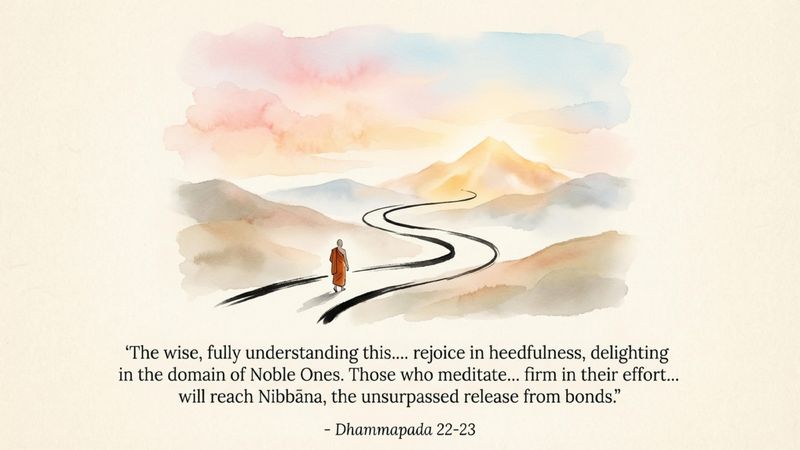 ‘The wise, fully understanding this.... rejoice in heedfulness, delighting
in the domain of Noble Ones. Those who meditate... firm in their effort...
will reach Nibbāna, the unsurpassed release from bonds.”
- Dhammapada 22-23